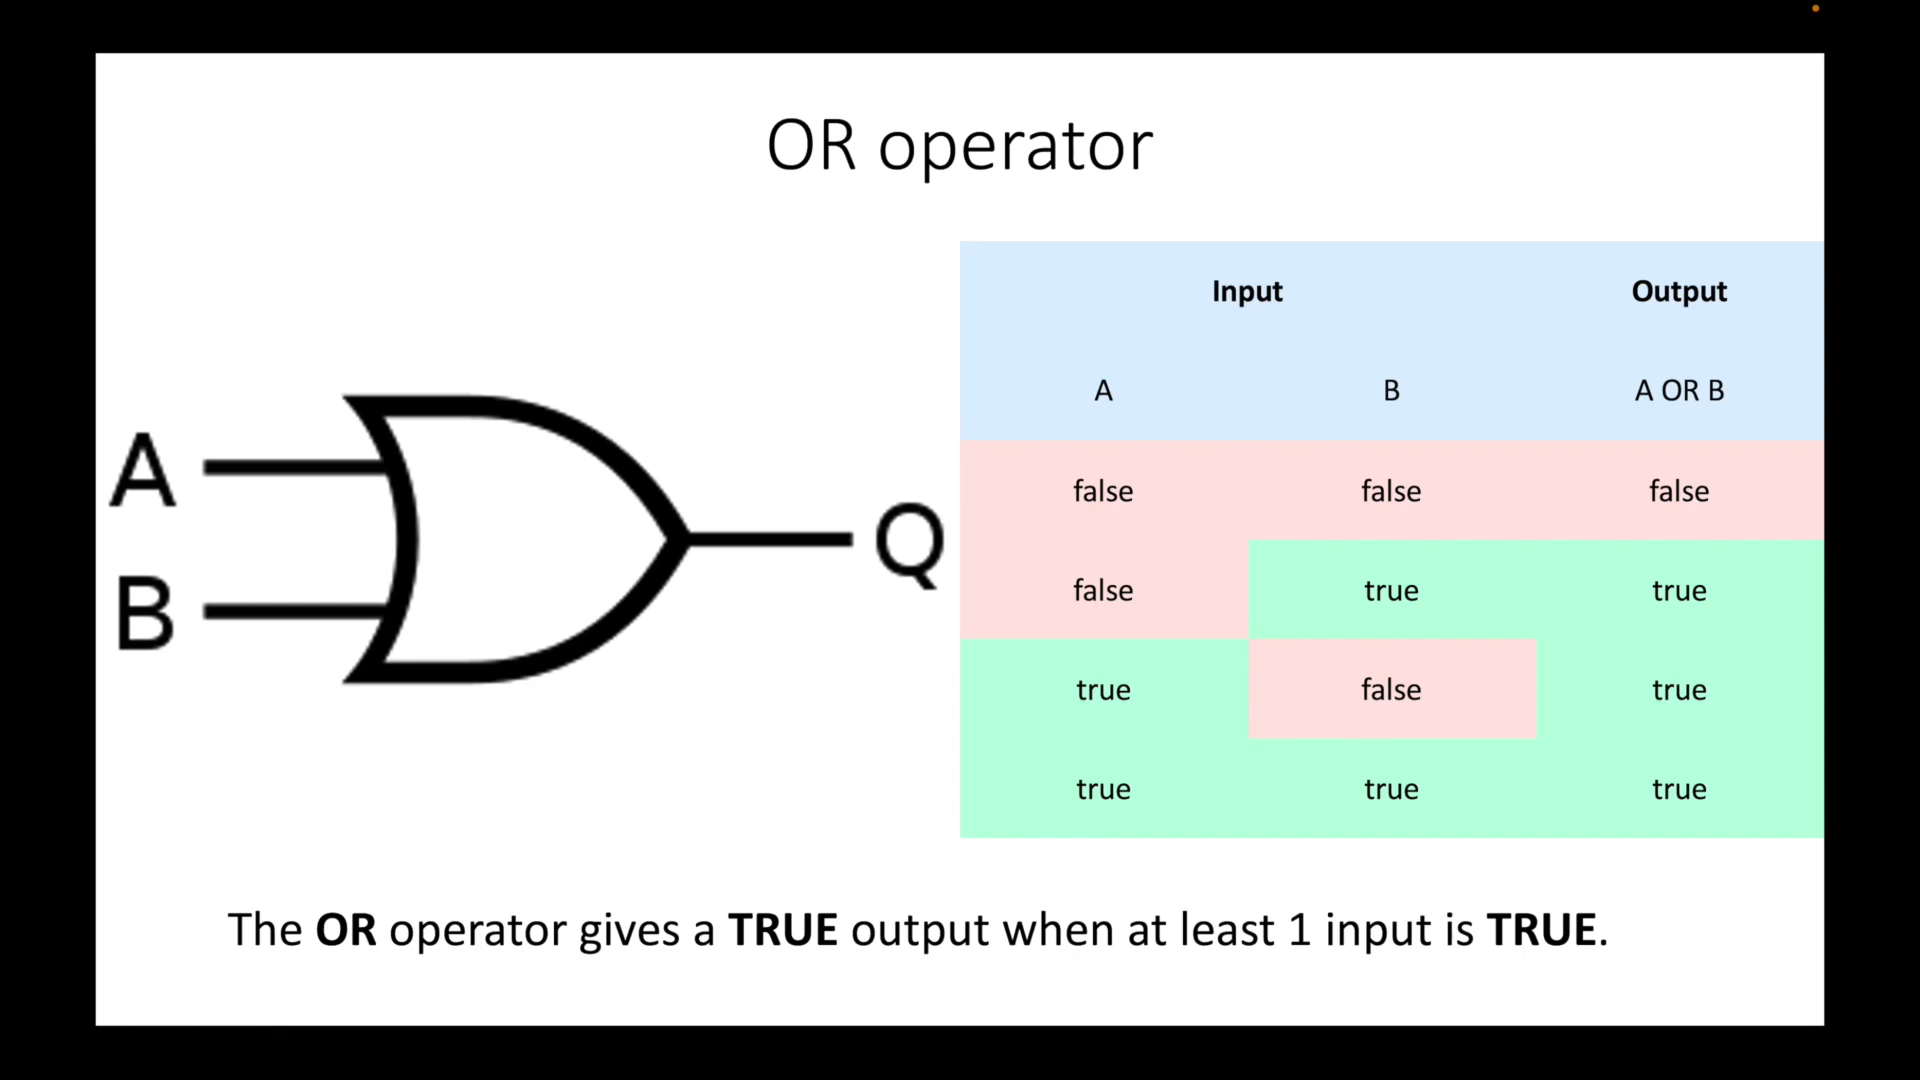 OR operator
A
B
Q
Input Output
A B A OR B
false false false
false true true
true false true
true true true
The OR operator gives a TRUE output when at least 1 input is TRUE.